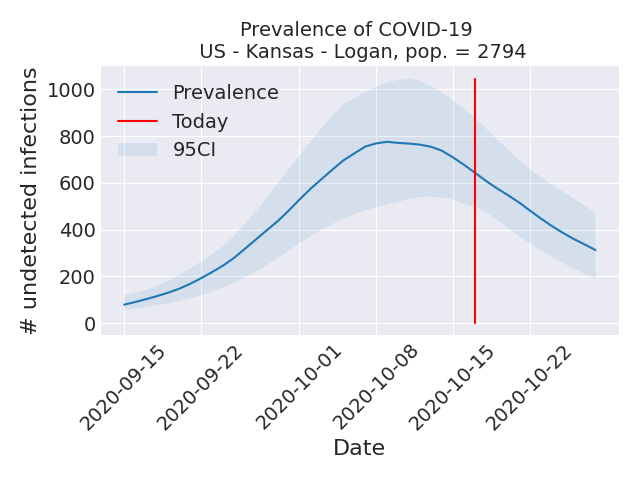 Prevalence of COVID-19
US - Kansas - Logan, pop. = 2794
# undetected infections
1000
800
600
400
200
0
Prevalence
Today
95CI
2020-09-15
2020-09-22
2020-10-01
2020-10-08
2020-10-15
2020-10-22
Date